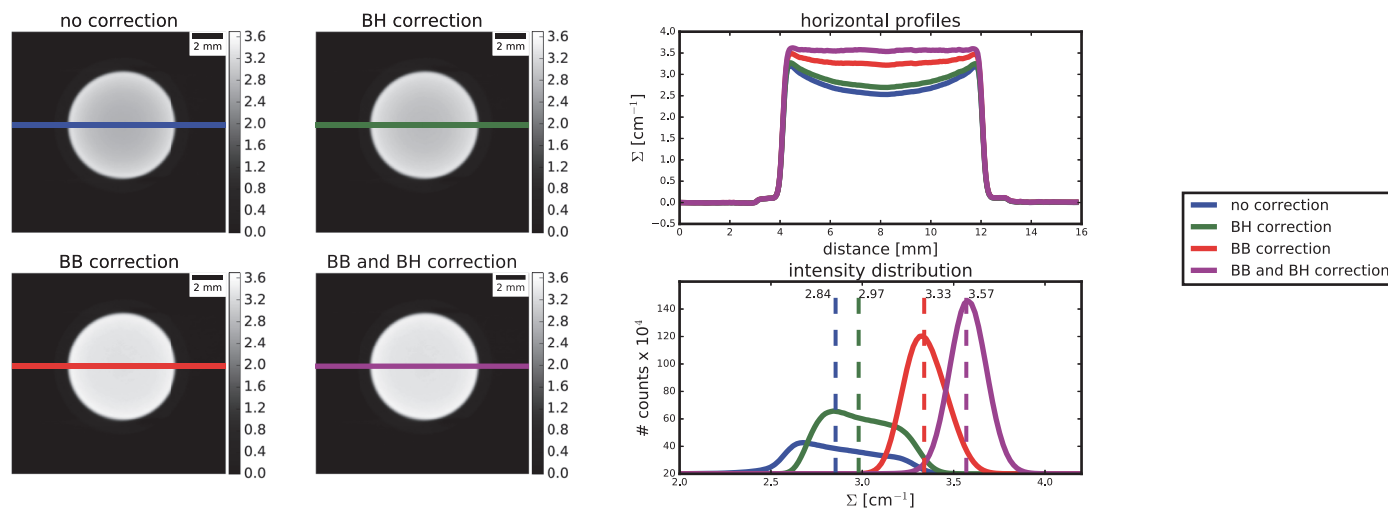 no correction
2 mm
3.6
3.2
2.8
2.4
2.0
1.6
1.2
0.8
0.4
0.0
BH correction
2 mm
3.6
3.2
2.8
2.4
2.0
1.6
1.2
0.8
0.4
0.0
BB correction
2 mm
3.6
3.2
2.8
2.4
2.0
1.6
1.2
0.8
0.4
0.0
BB and BH correction
2 mm
3.6
3.2
2.8
2.4
2.0
1.6
1.2
0.8
0.4
0.0
horizontal profiles
Σ [cm⁻¹]
4.0
3.5
3.0
2.5
2.0
1.5
1.0
0.5
0.0
−0.5
0 2 4 6 8 10 12 14 16
distance [mm]
intensity distribution
2.84 2.97 3.33 3.57
# counts x 10⁴
140
120
100
80
60
40
20
2.0 2.5 3.0 3.5 4.0
Σ [cm⁻¹]
no correction
BH correction
BB correction
BB and BH correction